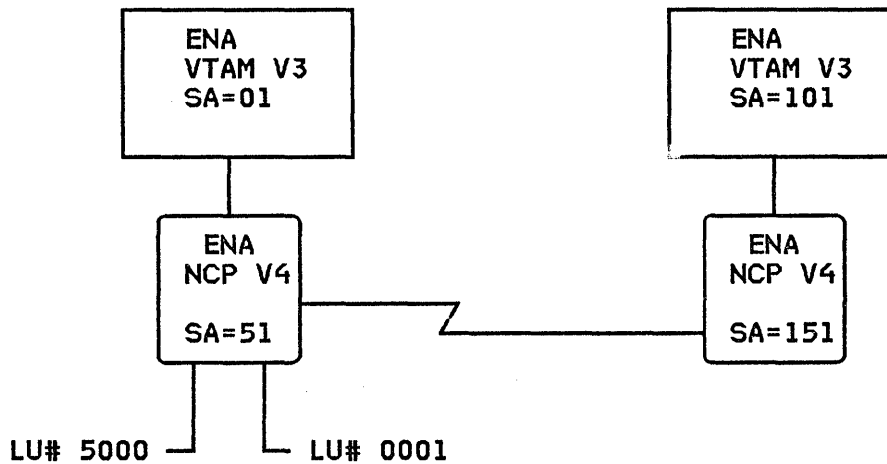 ENA
VTAM V3
SA=01
ENA
VTAM V3
SA=101
ENA
NCP V4
SA=51
ENA
NCP V4
SA=151
LU# 5000
LU# 0001